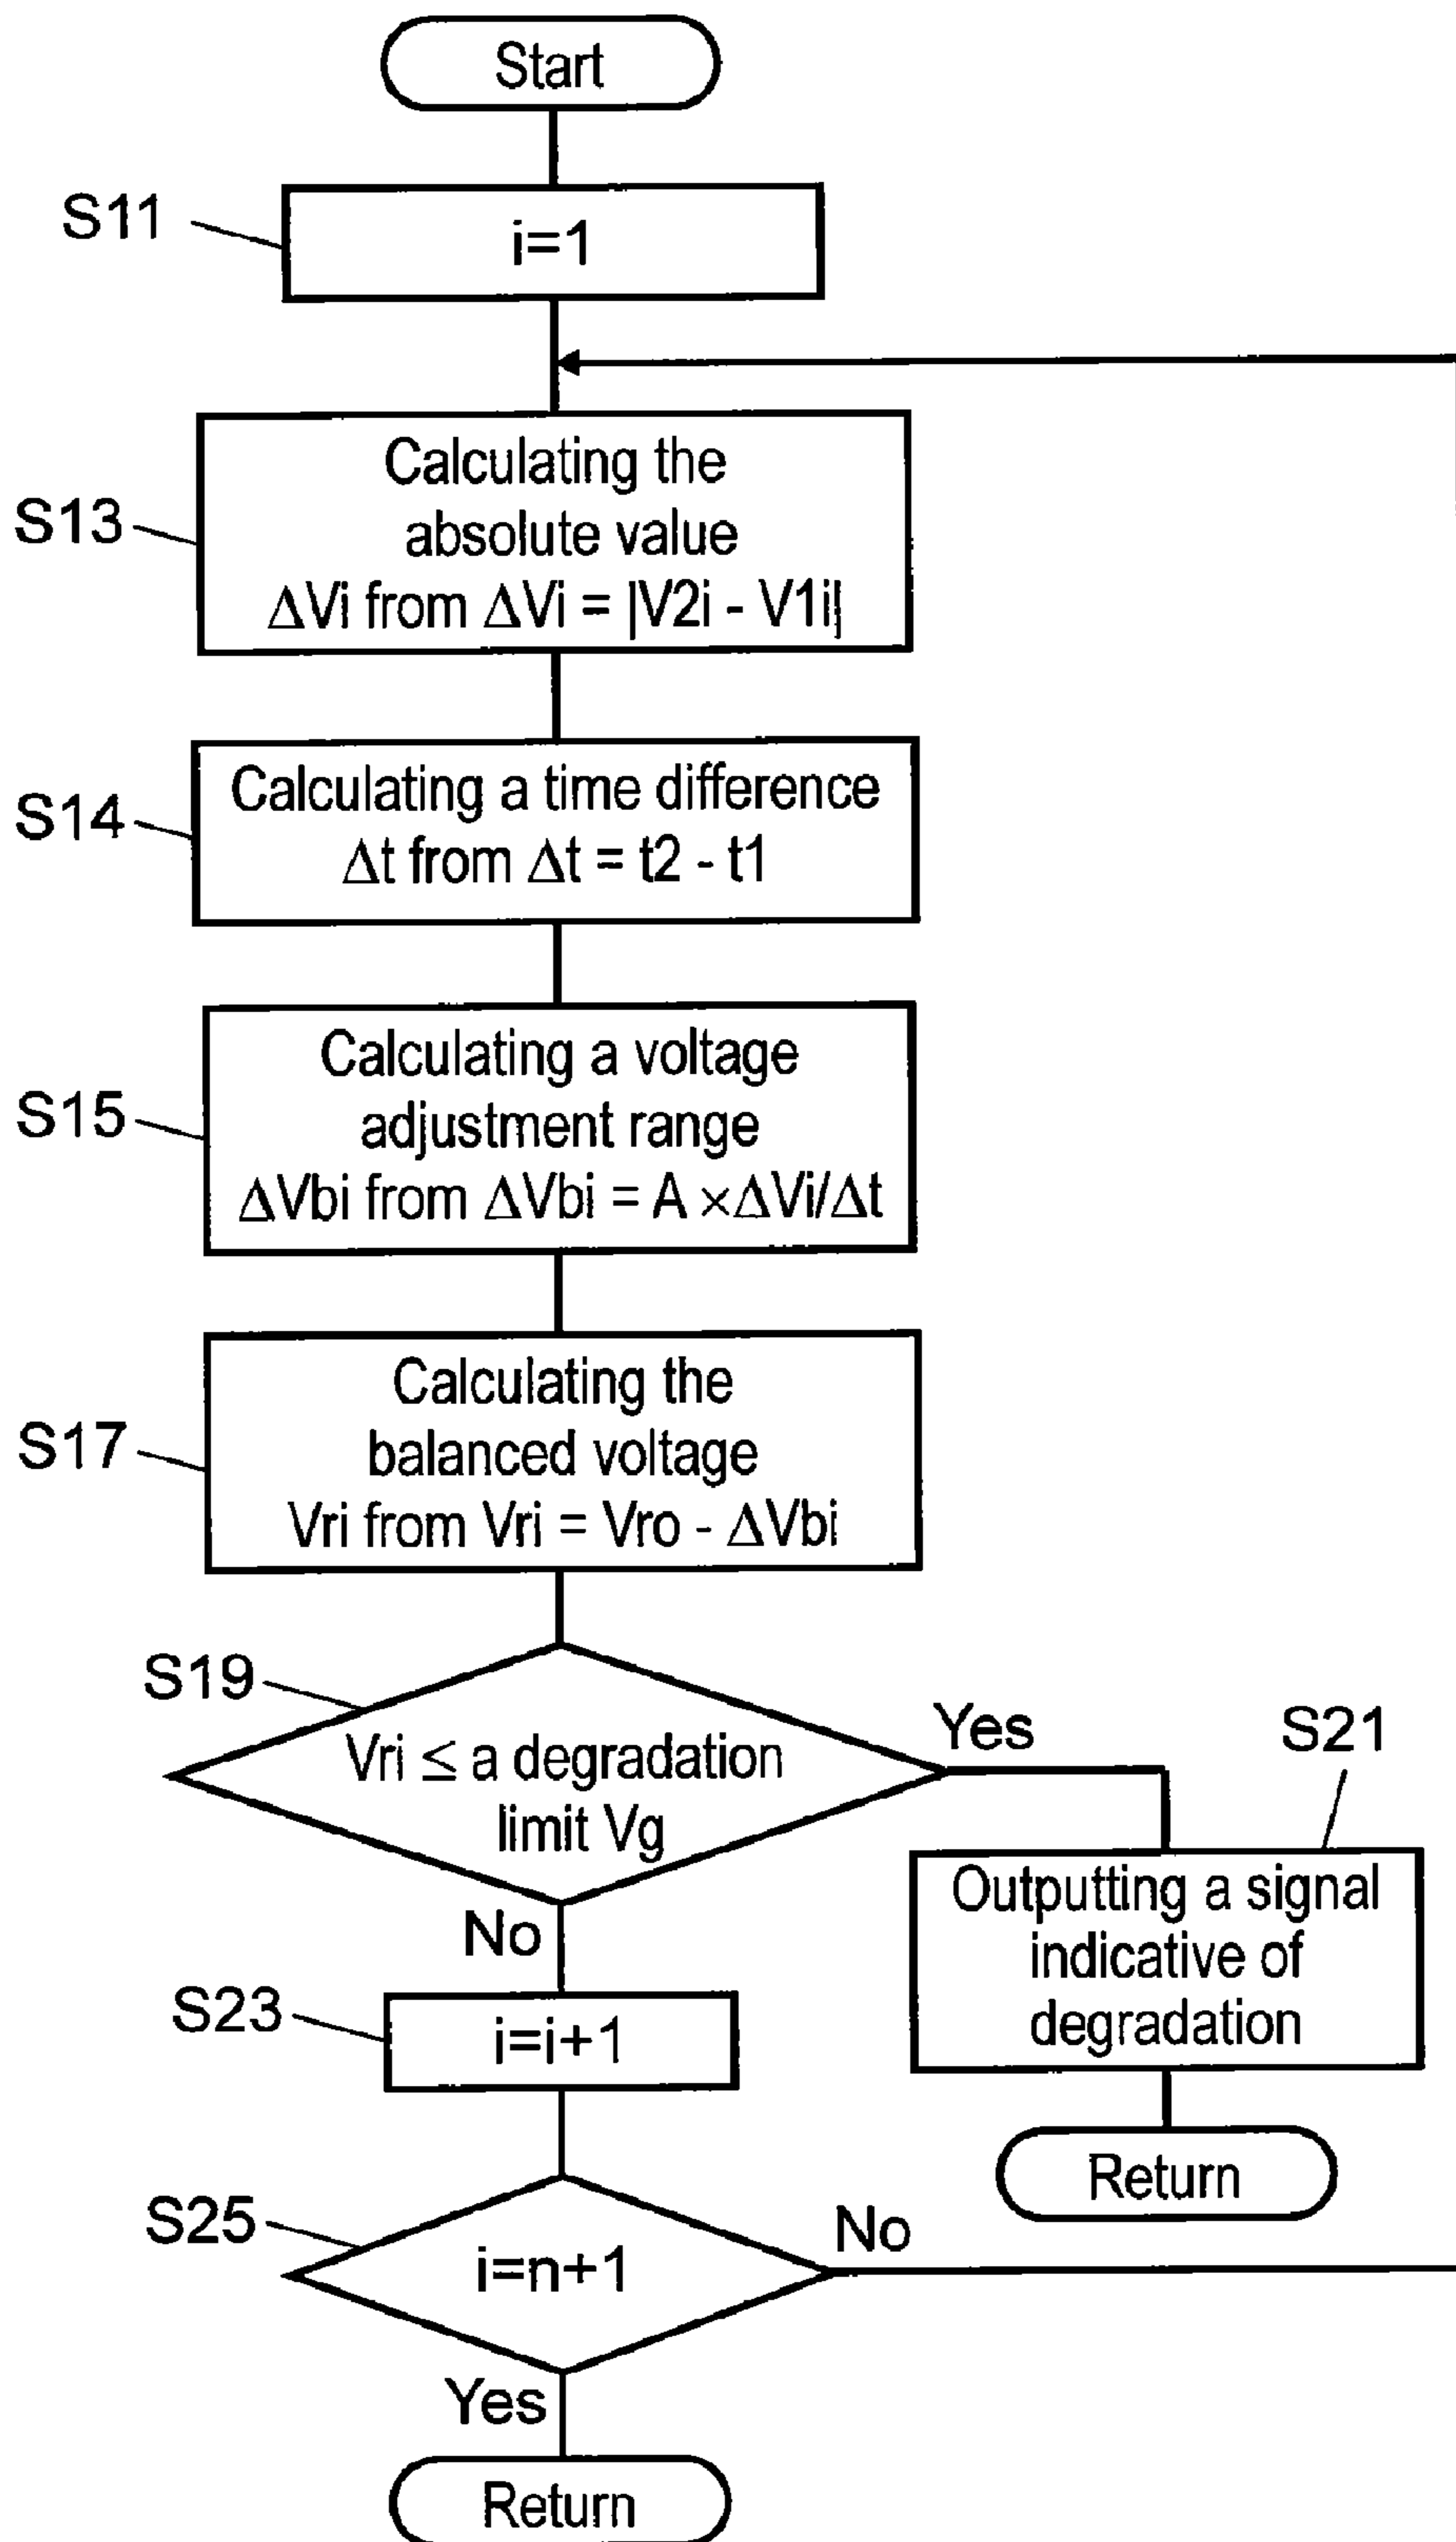 Start
S11
i=1
S13
Calculating the
absolute value
ΔVi from ΔVi = |V2i - V1i|
S14
Calculating a time difference
Δt from Δt = t2 - t1
S15
Calculating a voltage
adjustment range
ΔVbi from ΔVbi = A ×ΔVi/Δt
S17
Calculating the
balanced voltage
Vri from Vri = Vro - ΔVbi
S19
Vri ≤ a degradation
limit Vg
Yes
S21
Outputting a signal
indicative of
degradation
Return
No
S23
i=i+1
S25
i=n+1
No
Yes
Return